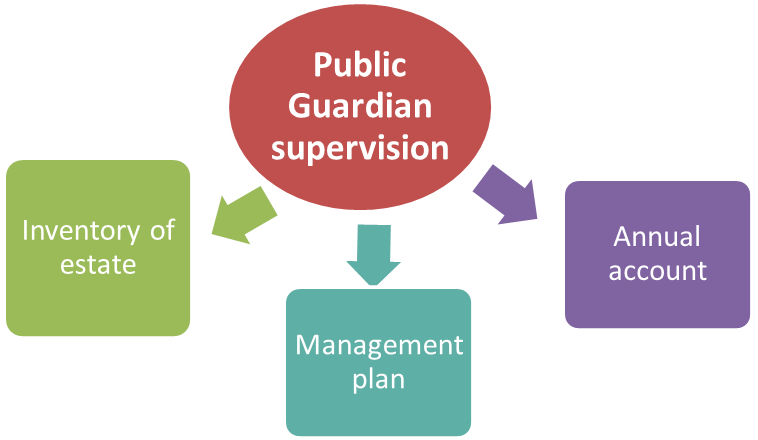 Public
Guardian
supervision
Inventory of
estate
Management
plan
Annual
account